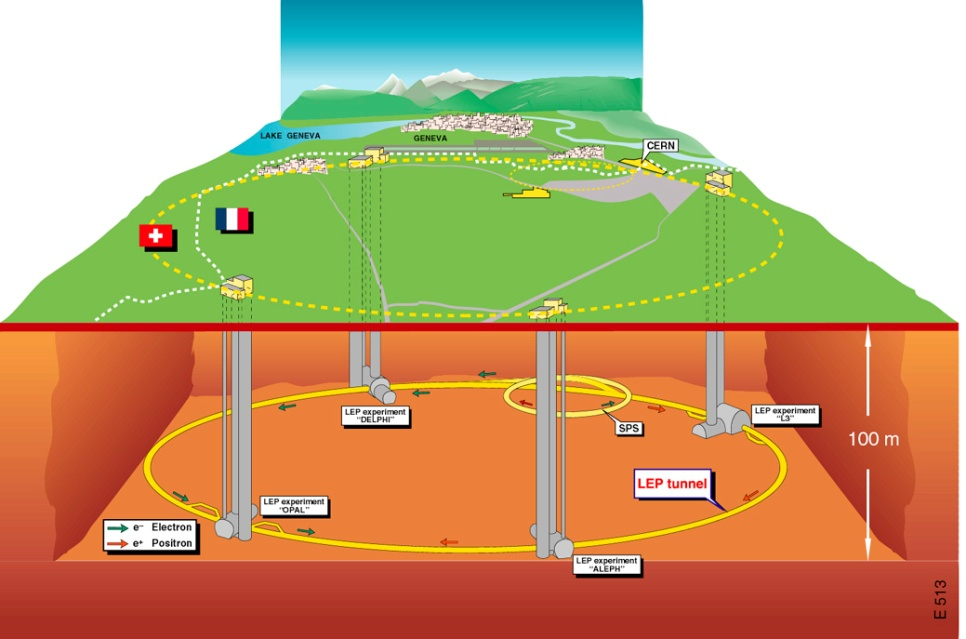 LAKE GENEVA
GENEVA
CERN
LEP experiment
"DELPHI"
SPS
LEP experiment
"L3"
100 m
LEP tunnel
LEP experiment
"OPAL"
e⁻ Electron
e⁺ Positron
LEP experiment
"ALEPH"
E 513